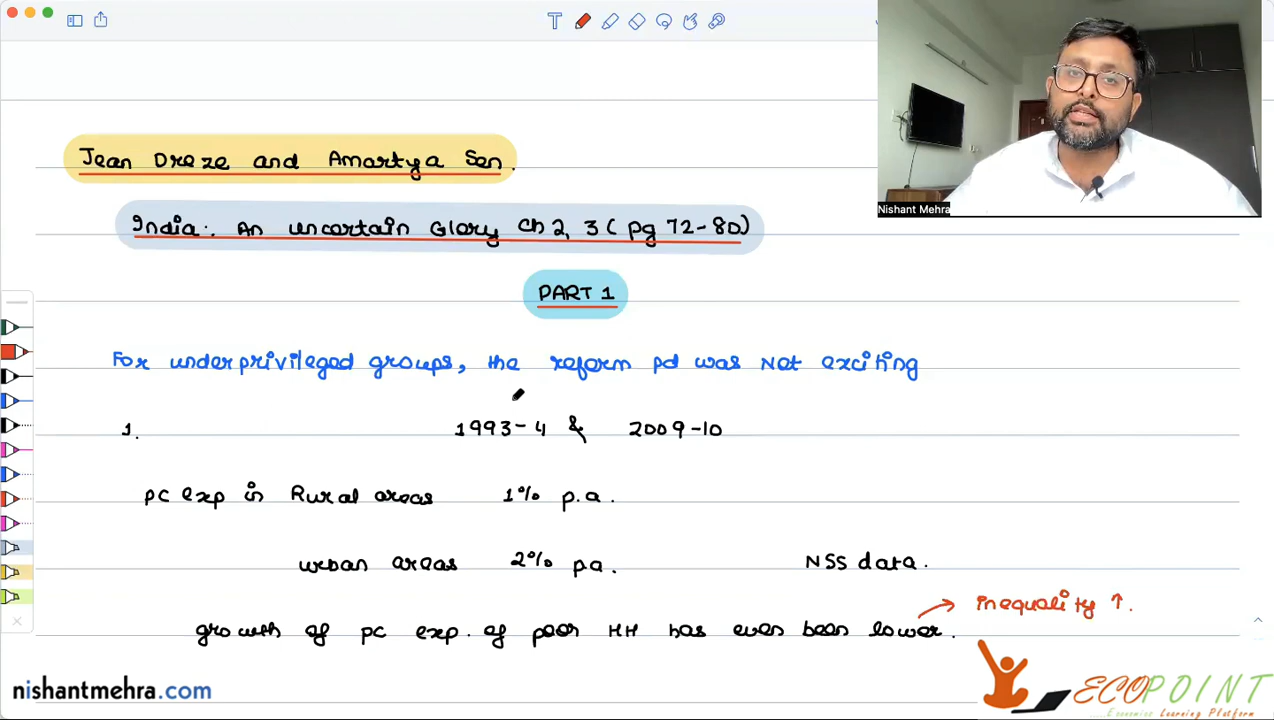 Jean Dreze and Amartya Sen.
India: An uncertain Glory Ch 2, 3 ( pg 72-80)
PART 1
For underprivileged groups, the reform pd was Not exciting
1. 1993-4 & 2009-10
pc exp in Rural areas 1% p.a.
urban areas 2% pa. NSS data.
growth of pc exp. of poor HH has even been lower. → inequality ↑.
Nishant Mehra
nishantmehra.com
ECOPOINT
....Economics Learning Platform